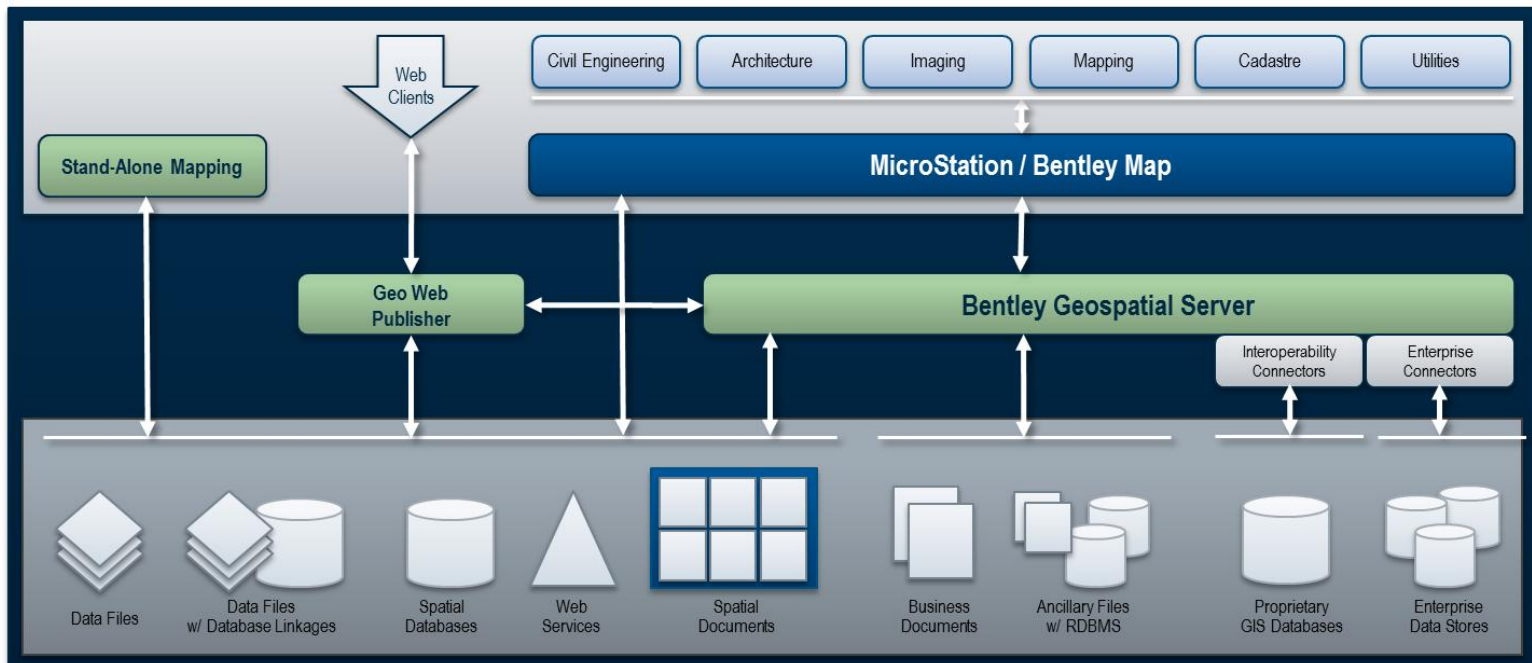 Web
Clients
Civil Engineering
Architecture
Imaging
Mapping
Cadastre
Utilities
Stand-Alone Mapping
MicroStation / Bentley Map
Geo Web
Publisher
Bentley Geospatial Server
Interoperability
Connectors
Enterprise
Connectors
Data Files
Data Files
w/ Database Linkages
Spatial
Databases
Web
Services
Spatial
Documents
Business
Documents
Ancillary Files
w/ RDBMS
Proprietary
GIS Databases
Enterprise
Data Stores